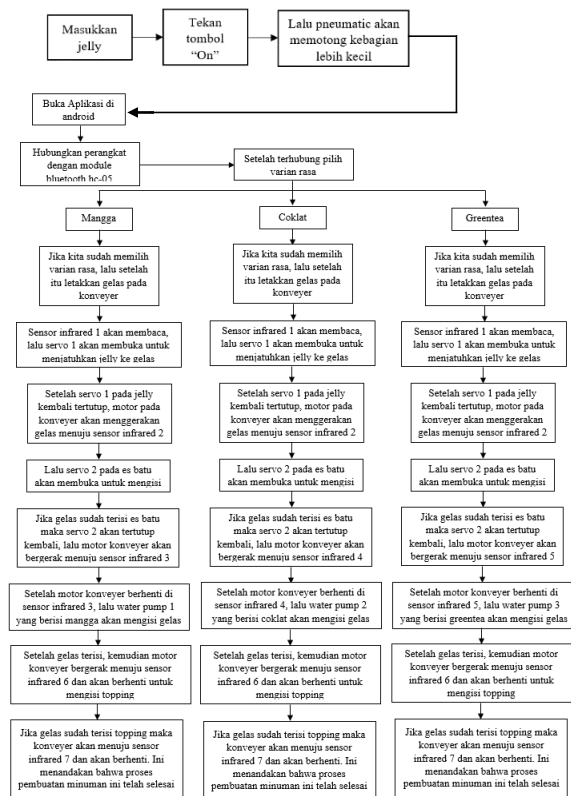 Masukkan
jelly
Tekan
tombol
“On”
Lalu pneumatic akan
memotong kebagian
lebih kecil
Buka Aplikasi di
android
Hubungkan perangkat
dengan module
bluetooth hc-05
Setelah terhubung pilih
varian rasa
Mangga
Coklat
Greentea
Jika kita sudah memilih
varian rasa, lalu setelah
itu letakkan gelas pada
konveyer
Jika kita sudah memilih
varian rasa, lalu setelah
itu letakkan gelas pada
konveyer
Jika kita sudah memilih
varian rasa, lalu setelah
itu letakkan gelas pada
konveyer
Sensor infrared 1 akan membaca,
lalu servo 1 akan membuka untuk
menjatuhkan jelly ke gelas
Sensor infrared 1 akan membaca,
lalu servo 1 akan membuka untuk
menjatuhkan jelly ke gelas
Sensor infrared 1 akan membaca,
lalu servo 1 akan membuka untuk
menjatuhkan jelly ke gelas
Setelah servo 1 pada jelly
kembali tertutup, motor pada
konveyer akan menggerakan
gelas menuju sensor infrared 2
Setelah servo 1 pada jelly
kembali tertutup, motor pada
konveyer akan menggerakan
gelas menuju sensor infrared 2
Setelah servo 1 pada jelly
kembali tertutup, motor pada
konveyer akan menggerakan
gelas menuju sensor infrared 2
Lalu servo 2 pada es batu
akan membuka untuk mengisi
Lalu servo 2 pada es batu
akan membuka untuk mengisi
Lalu servo 2 pada es batu
akan membuka untuk mengisi
Jika gelas sudah terisi es batu
maka servo 2 akan tertutup
kembali, lalu motor konveyer akan
bergerak menuju sensor infrared 3
Jika gelas sudah terisi es batu
maka servo 2 akan tertutup
kembali, lalu motor konveyer akan
bergerak menuju sensor infrared 4
Jika gelas sudah terisi es batu
maka servo 2 akan tertutup
kembali, lalu motor konveyer akan
bergerak menuju sensor infrared 5
Setelah motor konveyer berhenti di
sensor infrared 3, lalu water pump 1
yang berisi mangga akan mengisi gelas
Setelah motor konveyer berhenti di
sensor infrared 4, lalu water pump 2
yang berisi coklat akan mengisi gelas
Setelah motor konveyer berhenti di
sensor infrared 5, lalu water pump 3
yang berisi greentea akan mengisi gelas
Setelah gelas terisi, kemudian motor
konveyer bergerak menuju sensor
infrared 6 dan akan berhenti untuk
mengisi topping
Setelah gelas terisi, kemudian motor
konveyer bergerak menuju sensor
infrared 6 dan akan berhenti untuk
mengisi topping
Setelah gelas terisi, kemudian motor
konveyer bergerak menuju sensor
infrared 6 dan akan berhenti untuk
mengisi topping
Jika gelas sudah terisi topping maka
konveyer akan menuju sensor
infrared 7 dan akan berhenti. Ini
menandakan bahwa proses
pembuatan minuman ini telah selesai
Jika gelas sudah terisi topping maka
konveyer akan menuju sensor
infrared 7 dan akan berhenti. Ini
menandakan bahwa proses
pembuatan minuman ini telah selesai
Jika gelas sudah terisi topping maka
konveyer akan menuju sensor
infrared 7 dan akan berhenti. Ini
menandakan bahwa proses
pembuatan minuman ini telah selesai